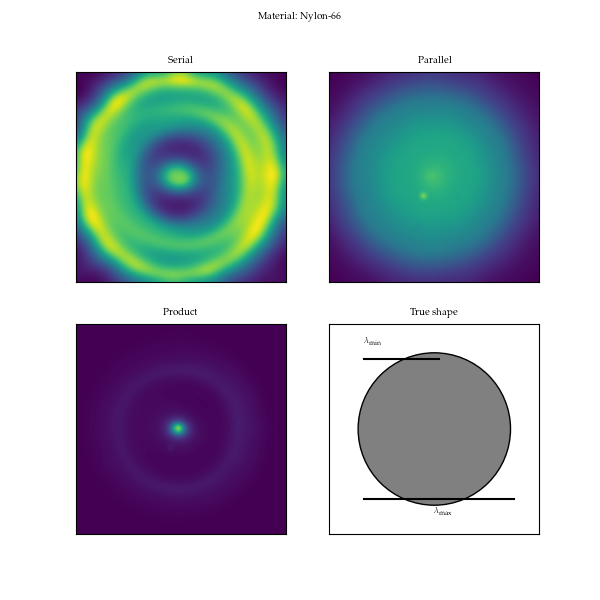 Material: Nylon-66
Serial
Parallel
Product
True shape
λmin
λmax